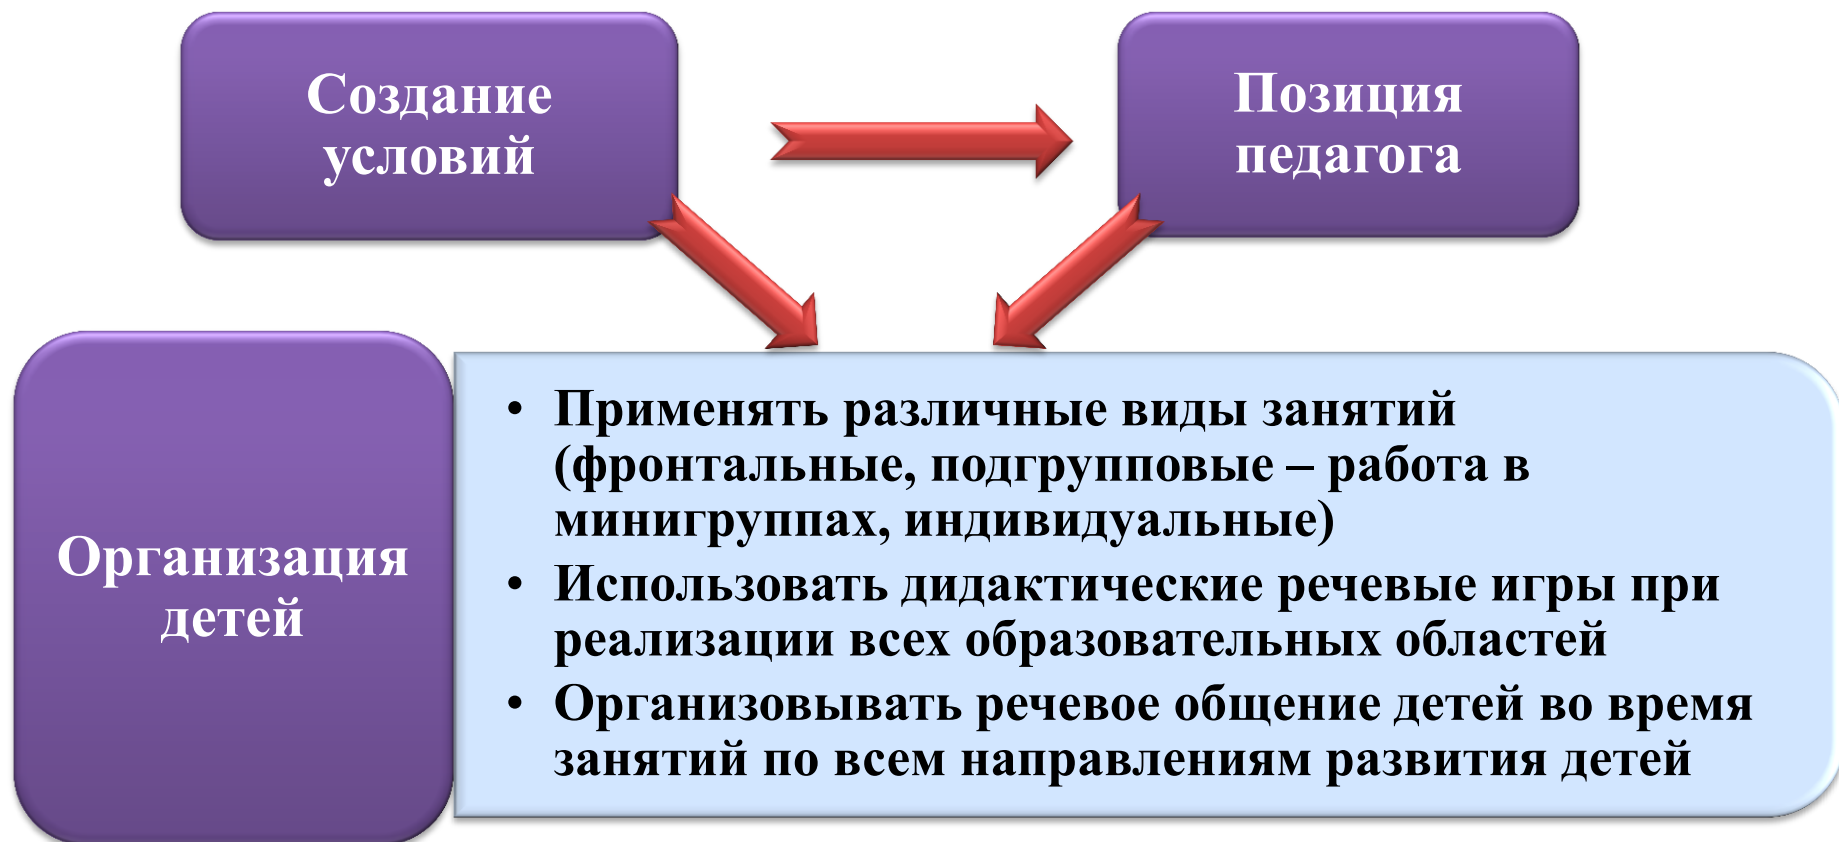 Создание
условий
Позиция
педагога
Организация
детей
• Применять различные виды занятий
(фронтальные, подгрупповые – работа в
минигруппах, индивидуальные)
• Использовать дидактические речевые игры при
реализации всех образовательных областей
• Организовывать речевое общение детей во время
занятий по всем направлениям развития детей